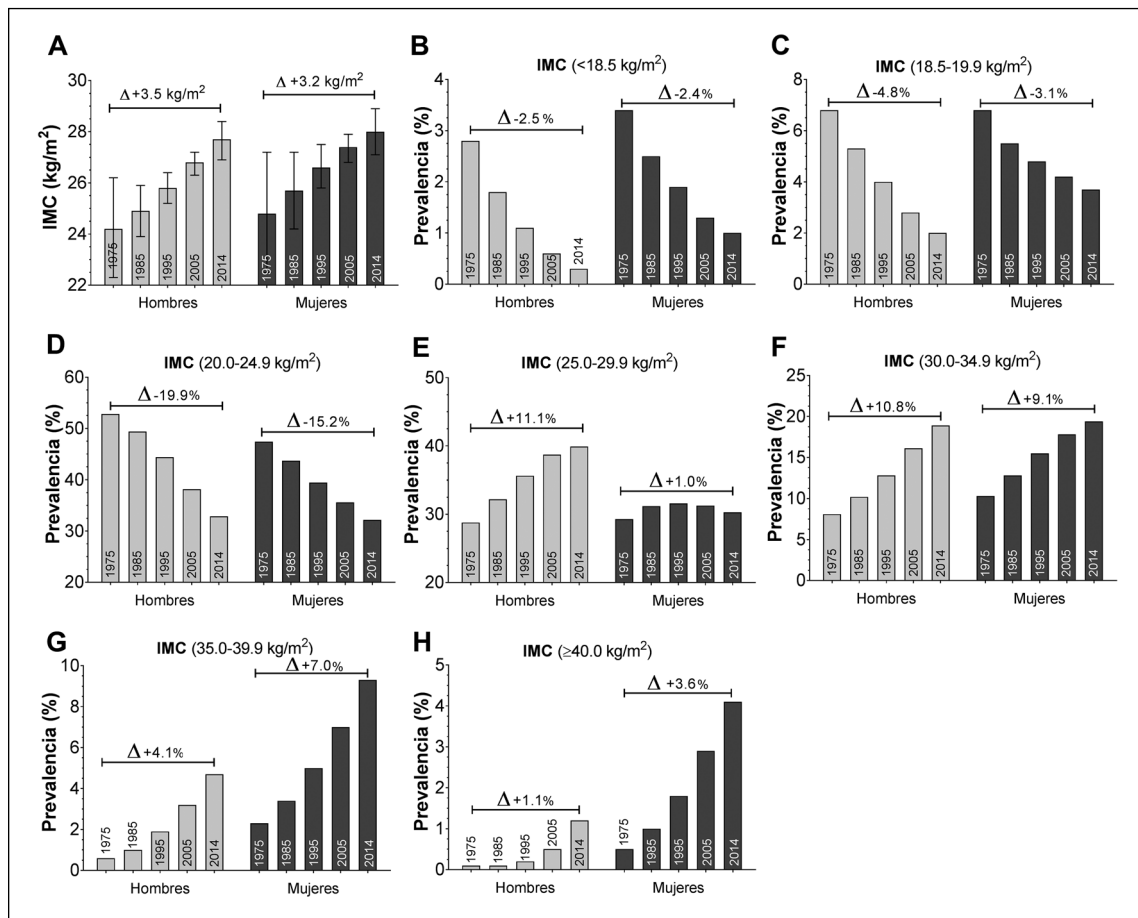 A
Δ +3.5 kg/m²
Δ +3.2 kg/m²
IMC (kg/m²)
30
28
26
24
22
1975
1985
1995
2005
2014
1975
1985
1995
2005
2014
Hombres
Mujeres
B
IMC (<18.5 kg/m²)
Δ -2.5%
Δ -2.4%
Prevalencia (%)
4
3
2
1
0
1975
1985
1995
2005
2014
1975
1985
1995
2005
2014
Hombres
Mujeres
C
IMC (18.5-19.9 kg/m²)
Δ -4.8%
Δ -3.1%
Prevalencia (%)
8
6
4
2
0
1975
1985
1995
2005
2014
1975
1985
1995
2005
2014
Hombres
Mujeres
D
IMC (20.0-24.9 kg/m²)
Δ -19.9%
Δ -15.2%
Prevalencia (%)
60
50
40
30
20
1975
1985
1995
2005
2014
1975
1985
1995
2005
2014
Hombres
Mujeres
E
IMC (25.0-29.9 kg/m²)
Δ +11.1%
Δ +1.0%
Prevalencia (%)
50
40
30
20
1975
1985
1995
2005
2014
1975
1985
1995
2005
2014
Hombres
Mujeres
F
IMC (30.0-34.9 kg/m²)
Δ +10.8%
Δ +9.1%
Prevalencia (%)
25
20
15
10
5
0
1975
1985
1995
2005
2014
1975
1985
1995
2005
2014
Hombres
Mujeres
G
IMC (35.0-39.9 kg/m²)
Δ +4.1%
Δ +7.0%
Prevalencia (%)
10
8
6
4
2
0
1975
1985
1995
2005
2014
1975
1985
1995
2005
2014
Hombres
Mujeres
H
IMC (≥40.0 kg/m²)
Δ +1.1%
Δ +3.6%
Prevalencia (%)
5
4
3
2
1
0
1975
1985
1995
2005
2014
1975
1985
1995
2005
2014
Hombres
Mujeres